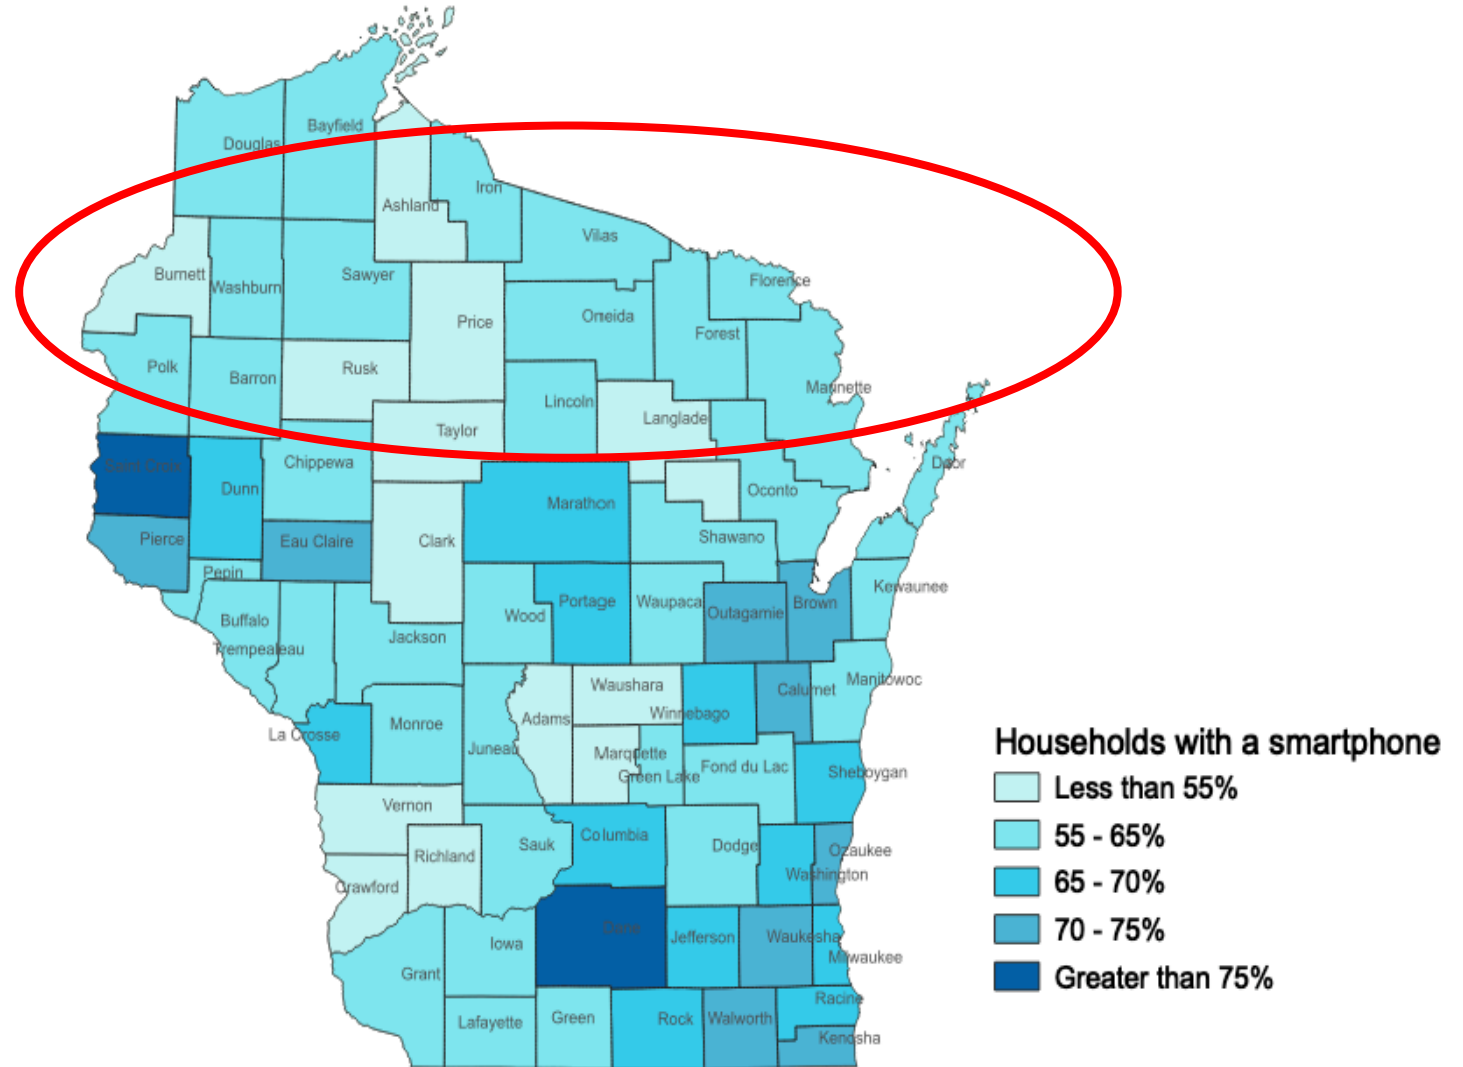 Bayfield
Douglas
Iron
Ashland
Vilas
Burnett
Sawyer
Washburn
Florence
Oneida
Price
Forest
Polk
Rusk
Barron
Marinette
Lincoln
Langlade
Taylor
Chippewa
Door
Saint Croix
Dunn
Oconto
Marathon
Pierce
Eau Claire
Clark
Shawano
Pepin
Kewaunee
Portage
Waupaca
Brown
Outagamie
Wood
Buffalo
Jackson
Trempealeau
Manitowoc
Waushara
Calumet
Winnebago
Adams
Monroe
La Crosse
Juneau
Marquette
Fond du Lac
Green Lake
Sheboygan
Households with a smartphone
Less than 55%
55 - 65%
65 - 70%
70 - 75%
Greater than 75%
Vernon
Columbia
Sauk
Dodge
Ozaukee
Richland
Washington
Crawford
Dane
Iowa
Jefferson
Waukesha
Milwaukee
Grant
Racine
Lafayette
Green
Rock
Walworth
Kenosha